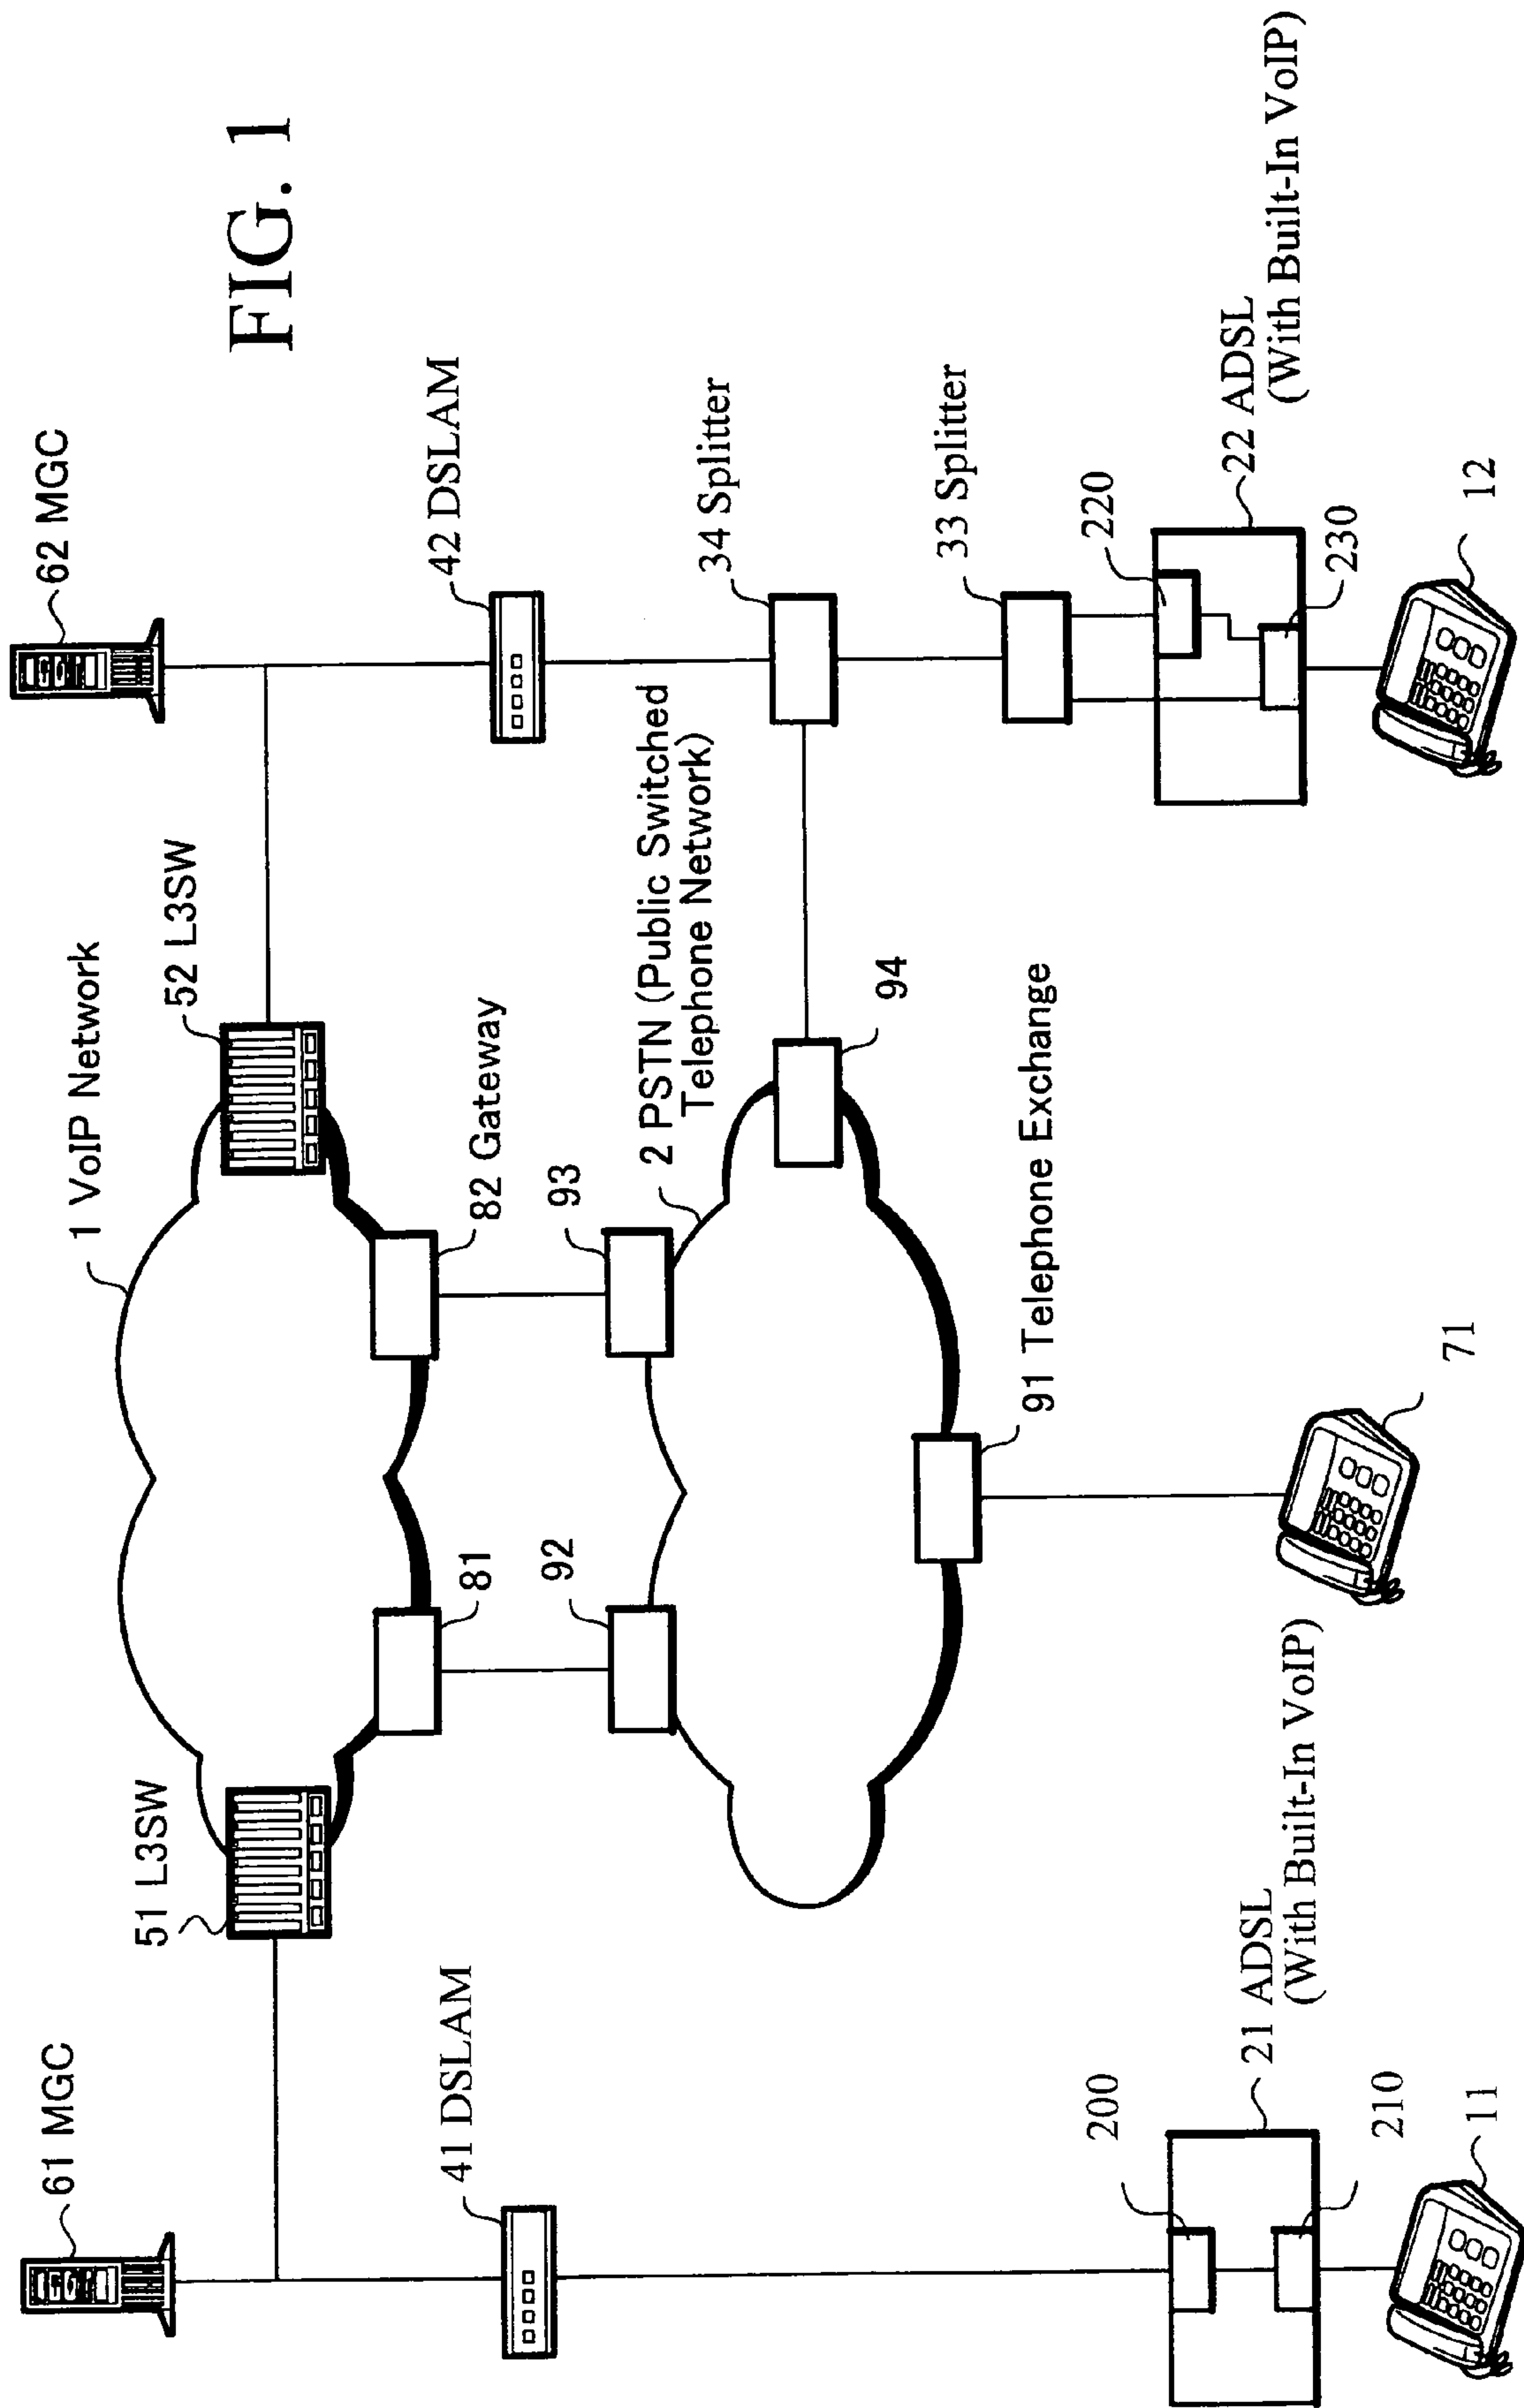 FIG. 1
61 MGC
62 MGC
1 VoIP Network
51 L3SW
52 L3SW
41 DSLAM
42 DSLAM
81
82 Gateway
92
93
2 PSTN (Public Switched
Telephone Network)
34 Splitter
94
33 Splitter
91 Telephone Exchange
200
220
21 ADSL
(With Built-In VoIP)
22 ADSL
(With Built-In VoIP)
210
230
11
71
12